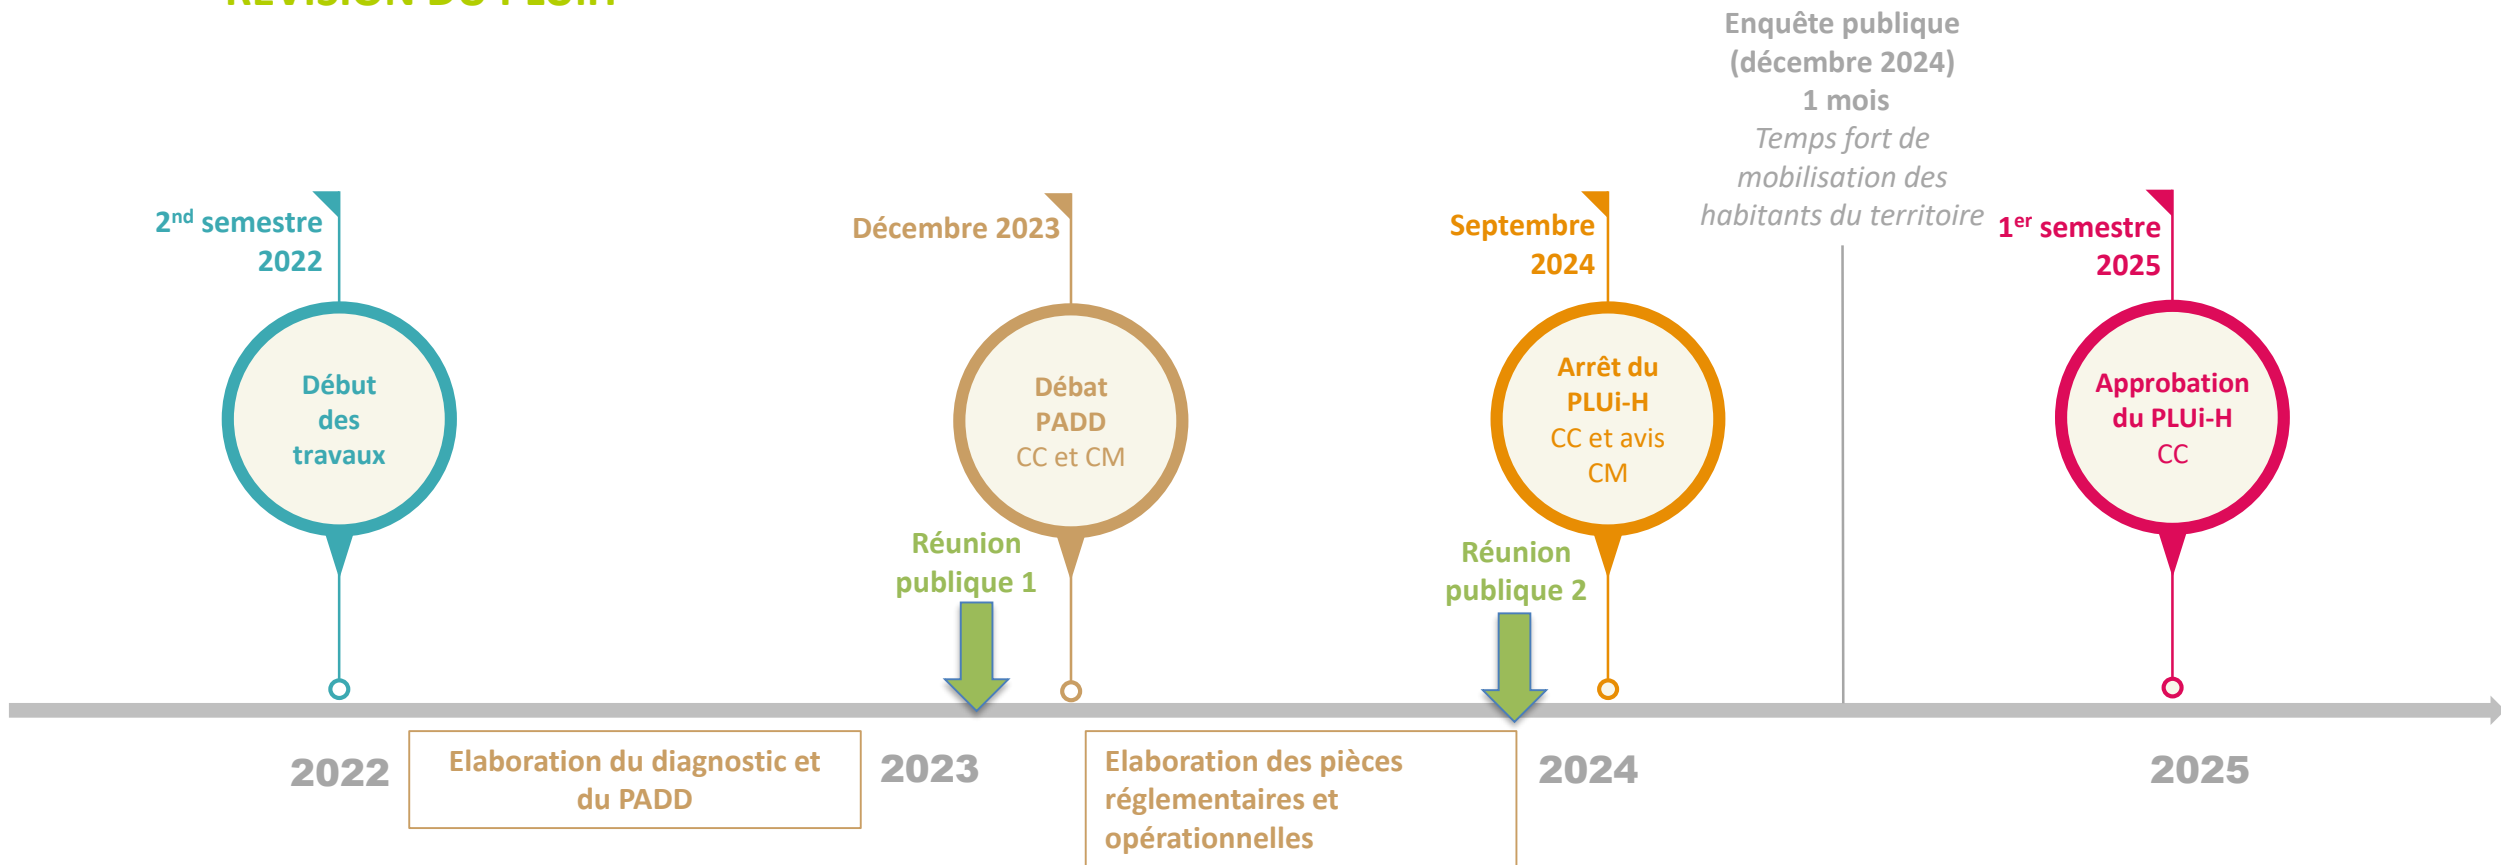 REVISION DU PLUiH
Enquête publique
(décembre 2024)
1 mois
Temps fort de
mobilisation des
habitants du territoire
2nd semestre
2022
Décembre 2023
Septembre
2024
1er semestre
2025
Début
des
travaux
Débat
PADD
CC et CM
Arrêt du
PLUi-H
CC et avis
CM
Approbation
du PLUi-H
CC
Réunion
publique 1
Réunion
publique 2
2022
Elaboration du diagnostic et
du PADD
2023
Elaboration des pièces
réglementaires et
opérationnelles
2024
2025